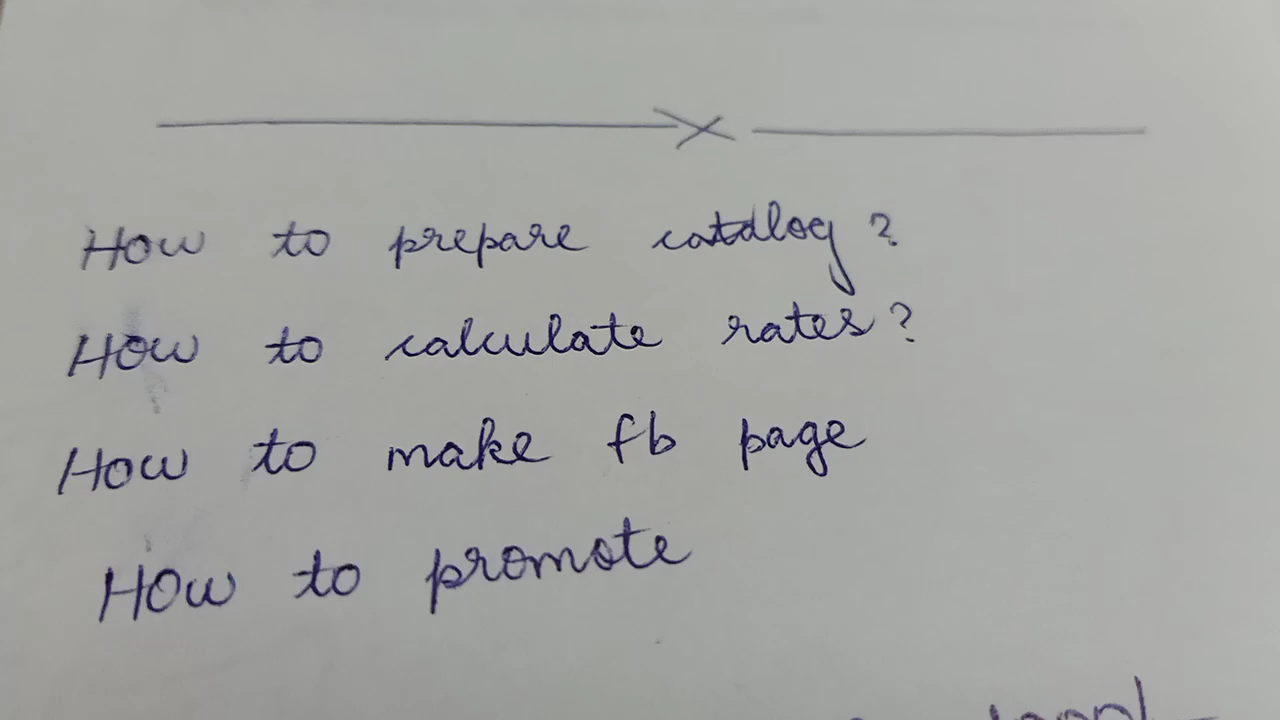 How to prepare catalog?
How to calculate rates?
How to make fb page
How to promote